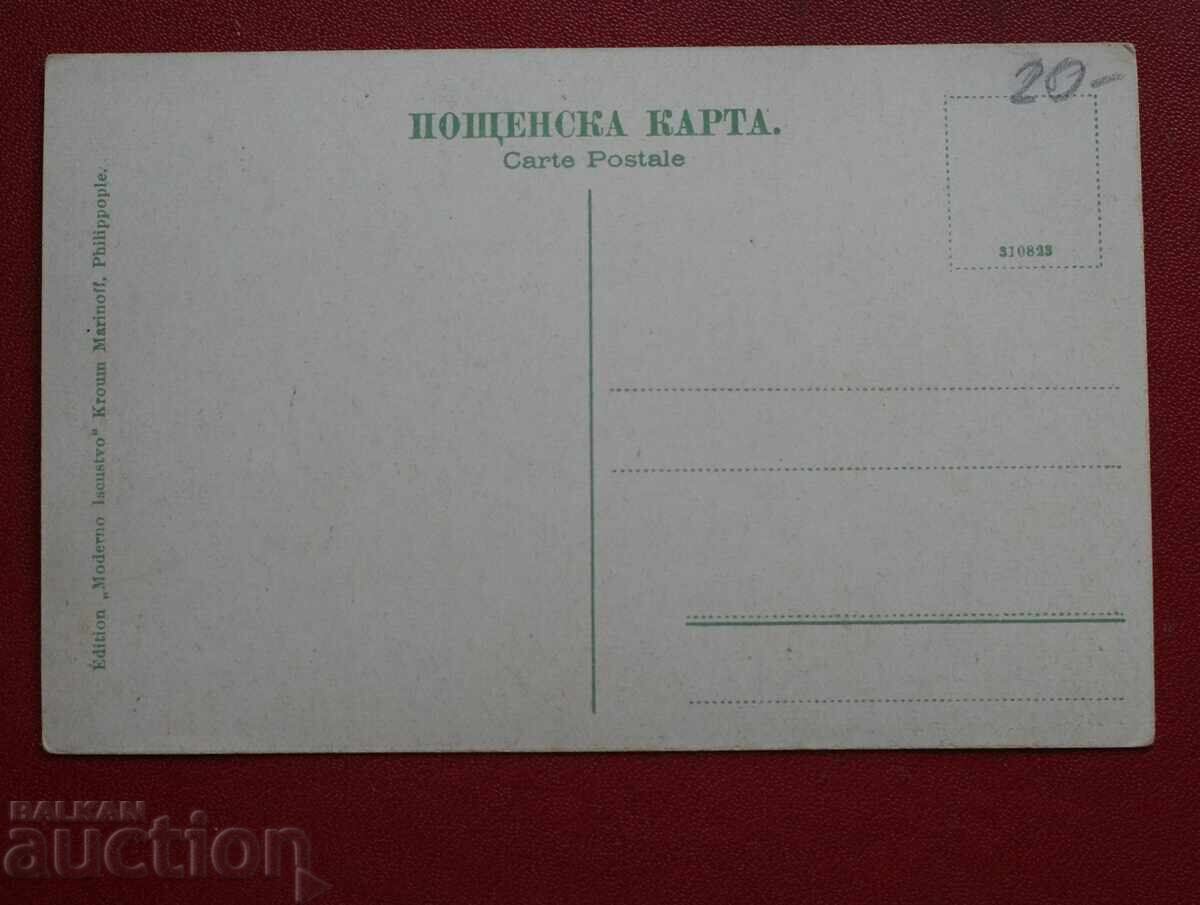 20-
ПОЩЕНСКА КАРТА.
Carte Postale
310823
Édition „Moderno Iscustvo" Kroum Marinoff, Philippople.
BALKAN
auction